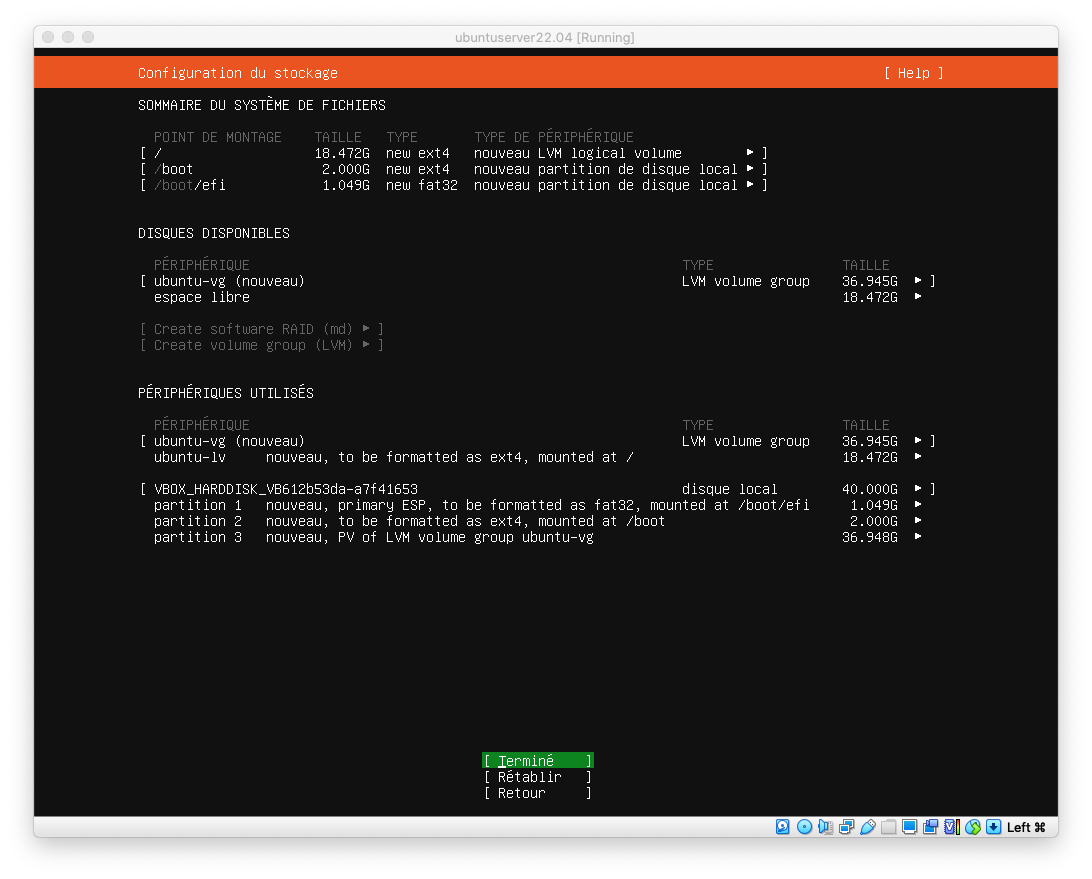 ubuntuserver22.04 [Running]
Configuration du stockage [ Help ]
SOMMAIRE DU SYSTÈME DE FICHIERS
POINT DE MONTAGE TAILLE TYPE TYPE DE PÉRIPHÉRIQUE
[ / 18.472G new ext4 nouveau LVM logical volume ▸ ]
[ /boot 2.000G new ext4 nouveau partition de disque local ▸ ]
[ /boot/efi 1.049G new fat32 nouveau partition de disque local ▸ ]
DISQUES DISPONIBLES
PÉRIPHÉRIQUE TYPE TAILLE
[ ubuntu-vg (nouveau) LVM volume group 36.945G ▸ ]
espace libre 18.472G ▸
[ Create software RAID (md) ▸ ]
[ Create volume group (LVM) ▸ ]
PÉRIPHÉRIQUES UTILISÉS
PÉRIPHÉRIQUE TYPE TAILLE
[ ubuntu-vg (nouveau) LVM volume group 36.945G ▸ ]
ubuntu-lv nouveau, to be formatted as ext4, mounted at / 18.472G ▸
[ VBOX_HARDDISK_VB612b53da-a7f41653 disque local 40.000G ▸ ]
partition 1 nouveau, primary ESP, to be formatted as fat32, mounted at /boot/efi 1.049G ▸
partition 2 nouveau, to be formatted as ext4, mounted at /boot 2.000G ▸
partition 3 nouveau, PV of LVM volume group ubuntu-vg 36.948G ▸
[ Terminé ]
[ Rétablir ]
[ Retour ]
Left ⌘